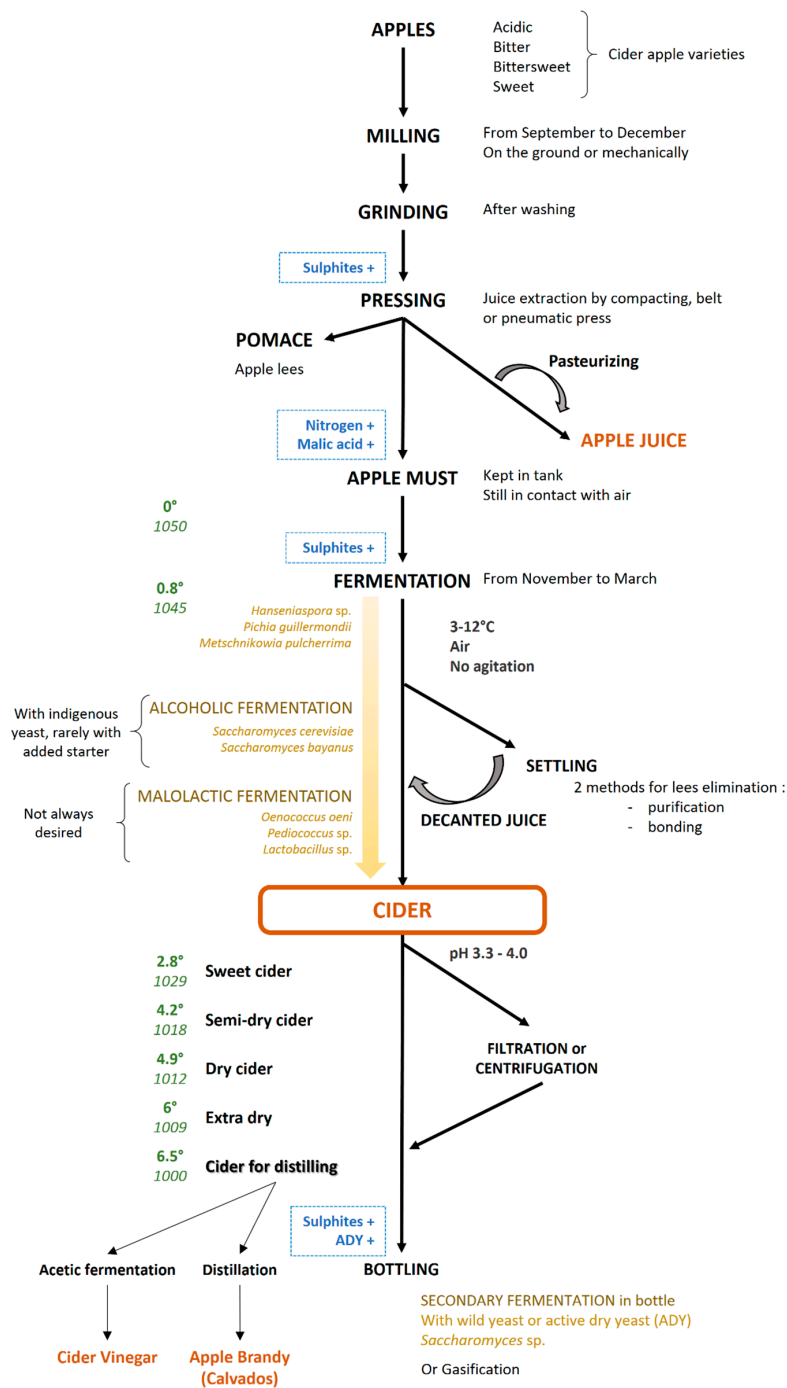 APPLES
Acidic
Bitter
Bittersweet
Sweet
Cider apple varieties
MILLING
From September to December
On the ground or mechanically
GRINDING
After washing
Sulphites +
PRESSING
Juice extraction by compacting, belt
or pneumatic press
POMACE
Apple lees
Pasteurizing
APPLE JUICE
Nitrogen +
Malic acid +
APPLE MUST
Kept in tank
Still in contact with air
0°
1050
Sulphites +
FERMENTATION
From November to March
0.8°
1045
Hanseniaspora sp.
Pichia guillermondii
Metschnikowia pulcherrima
3-12°C
Air
No agitation
With indigenous
yeast, rarely with
added starter
ALCOHOLIC FERMENTATION
Saccharomyces cerevisiae
Saccharomyces bayanus
SETTLING
2 methods for lees elimination :
- purification
- bonding
DECANTED JUICE
Not always
desired
MALOLACTIC FERMENTATION
Oenococcus oeni
Pediococcus sp.
Lactobacillus sp.
CIDER
pH 3.3 - 4.0
2.8°
1029
Sweet cider
4.2°
1018
Semi-dry cider
FILTRATION or
CENTRIFUGATION
4.9°
1012
Dry cider
6°
1009
Extra dry
6.5°
1000
Cider for distilling
Sulphites +
ADY +
Acetic fermentation
Distillation
BOTTLING
SECONDARY FERMENTATION in bottle
With wild yeast or active dry yeast (ADY)
Saccharomyces sp.
Or Gasification
Cider Vinegar
Apple Brandy
(Calvados)